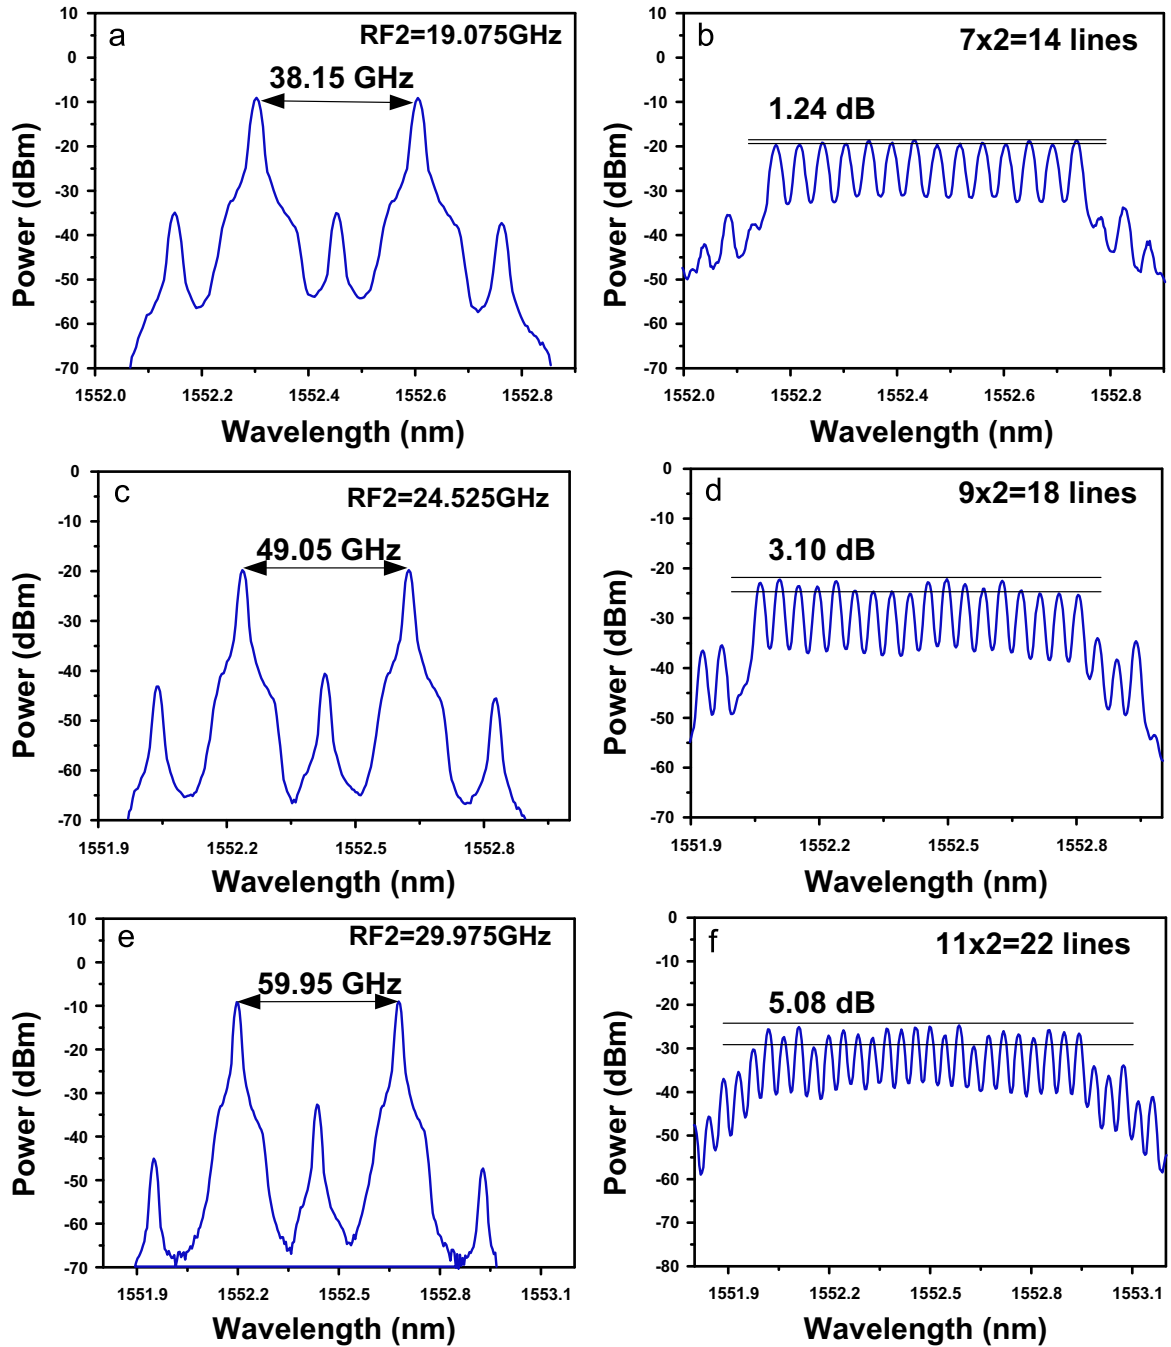 a
RF2=19.075GHz
38.15 GHz
10
0
-10
-20
-30
-40
-50
-60
-70
Power (dBm)
1552.0
1552.2
1552.4
1552.6
1552.8
Wavelength (nm)
b
7x2=14 lines
1.24 dB
10
0
-10
-20
-30
-40
-50
-60
-70
Power (dBm)
1552.0
1552.2
1552.4
1552.6
1552.8
Wavelength (nm)
c
RF2=24.525GHz
49.05 GHz
0
-10
-20
-30
-40
-50
-60
-70
Power (dBm)
1551.9
1552.2
1552.5
1552.8
Wavelength (nm)
d
9x2=18 lines
3.10 dB
0
-10
-20
-30
-40
-50
-60
-70
Power (dBm)
1551.9
1552.2
1552.5
1552.8
Wavelength (nm)
e
RF2=29.975GHz
59.95 GHz
10
0
-10
-20
-30
-40
-50
-60
-70
Power (dBm)
1551.9
1552.2
1552.5
1552.8
1553.1
Wavelength (nm)
f
11x2=22 lines
5.08 dB
0
-10
-20
-30
-40
-50
-60
-70
-80
Power (dBm)
1551.9
1552.2
1552.5
1552.8
1553.1
Wavelength (nm)